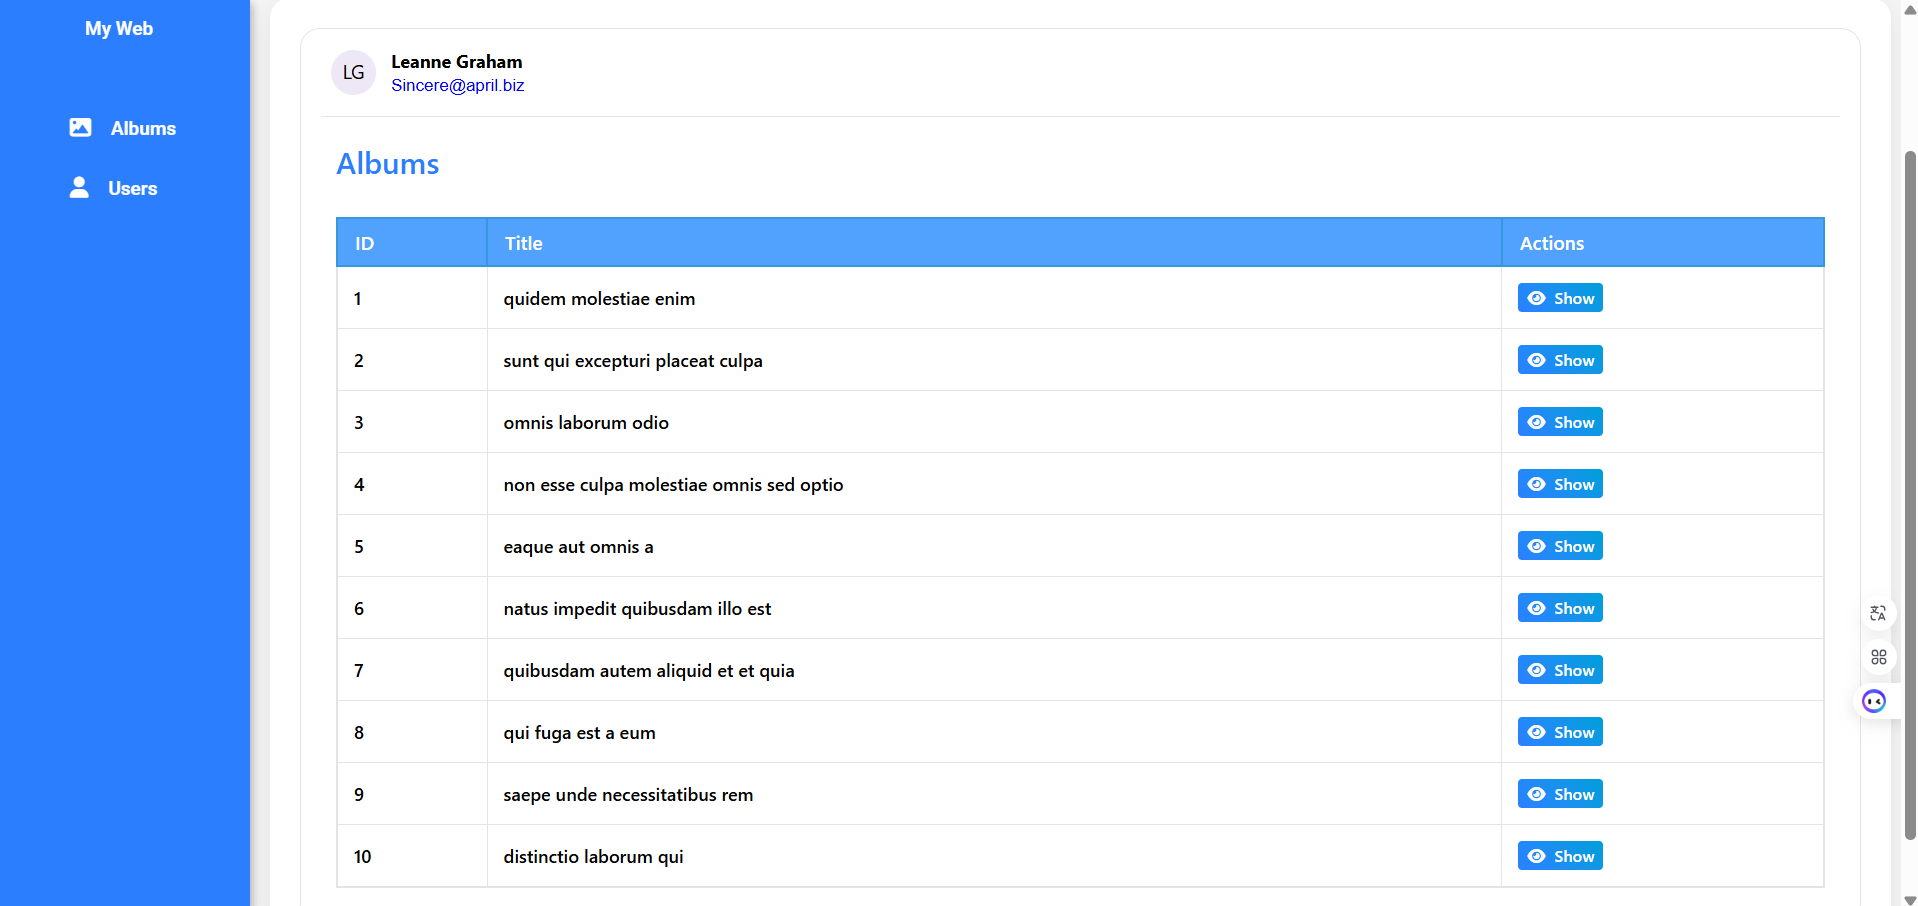 My Web
Albums
Users
LG
Leanne Graham
Sincere@april.biz
Albums
ID Title Actions
1 quidem molestiae enim Show
2 sunt qui excepturi placeat culpa Show
3 omnis laborum odio Show
4 non esse culpa molestiae omnis sed optio Show
5 eaque aut omnis a Show
6 natus impedit quibusdam illo est Show
7 quibusdam autem aliquid et et quia Show
8 qui fuga est a eum Show
9 saepe unde necessitatibus rem Show
10 distinctio laborum qui Show